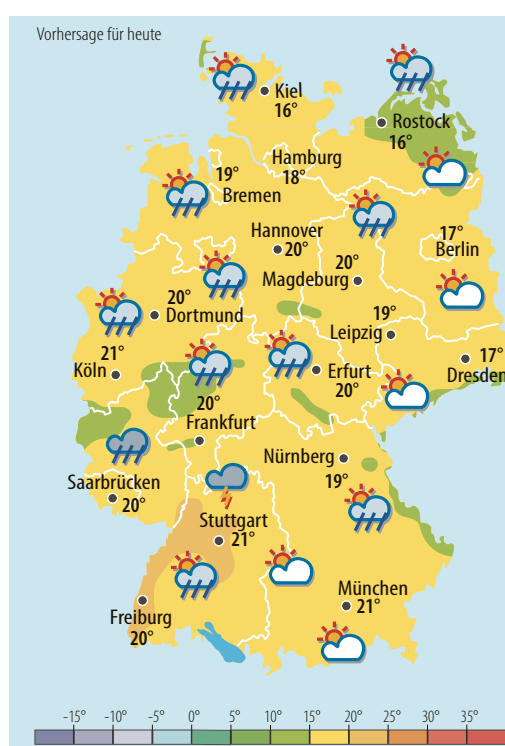 Vorhersage für heute
Kiel
16°
Rostock
16°
Hamburg
18°
19°
Bremen
Hannover
20°
17°
Berlin
20°
Magdeburg
20°
Dortmund
19°
Leipzig
21°
Köln
Erfurt
20°
17°
Dresden
20°
Frankfurt
Nürnberg
19°
Saarbrücken
20°
Stuttgart
21°
München
21°
Freiburg
20°
-15° -10° -5° 0° 5° 10° 15° 20° 25° 30° 35°